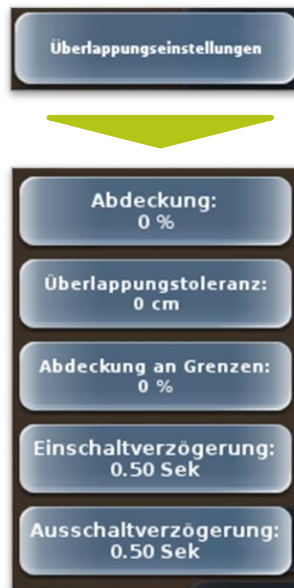 Überlappungseinstellungen
Abdeckung:
0 %
Überlappungstoleranz:
0 cm
Abdeckung an Grenzen:
0 %
Einschaltverzögerung:
0.50 Sek
Ausschaltverzögerung:
0.50 Sek